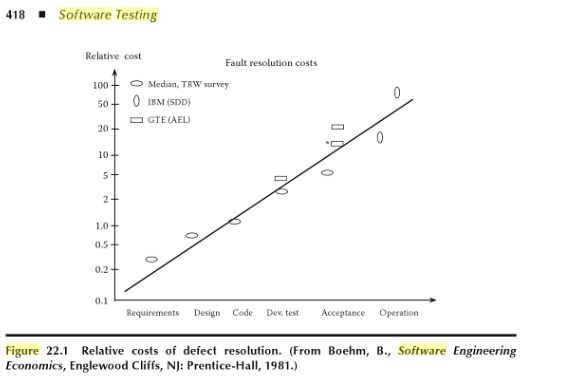 418 ■ Software Testing
Relative cost
Fault resolution costs
100
Median, TRW survey
50
IBM (SDD)
GTE (AEL)
20
10
5
2
1.0
0.5
0.2
0.1
Requirements Design Code Dev. test Acceptance Operation
Figure 22.1 Relative costs of defect resolution. (From Boehm, B., Software Engineering
Economics, Englewood Cliffs, NJ: Prentice-Hall, 1981.)